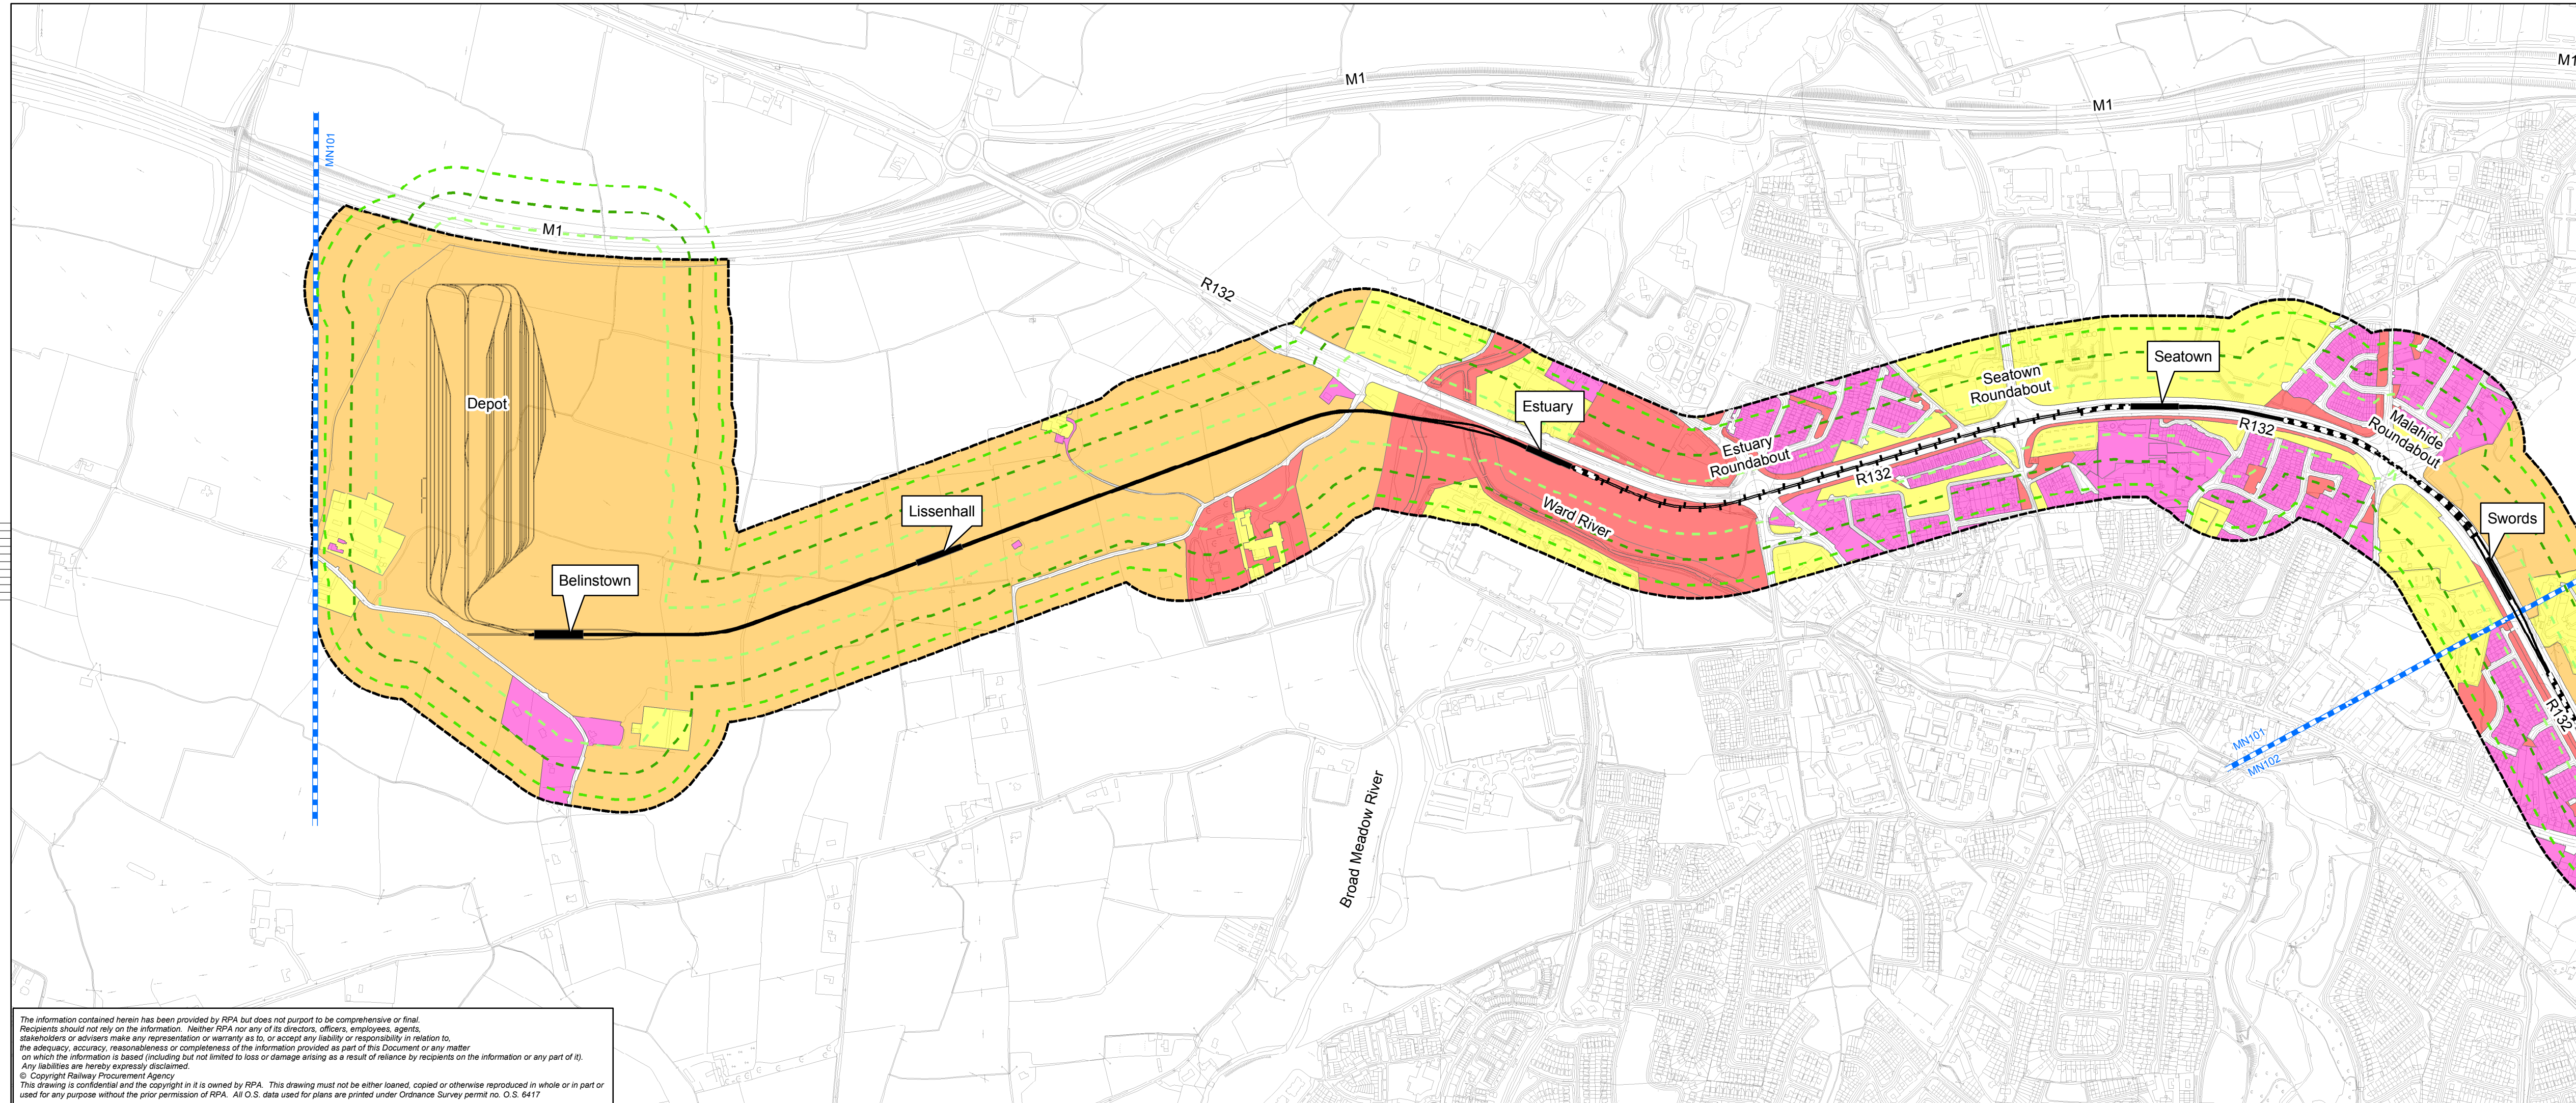 M1
M1
M1
MN101
M1
R132
Depot
Estuary
Seatown
Roundabout
Seatown
Estuary
Roundabout
Malahide
Roundabout
R132
R132
Lissenhall
Ward River
Swords
Belinstown
R132
MN101
MN102
Broad Meadow River
The information contained herein has been provided by RPA but does not purport to be comprehensive or final.
Recipients should not rely on the information. Neither RPA nor any of its directors, officers, employees, agents,
stakeholders or advisers make any representation or warranty as to, or accept any liability or responsibility in relation to,
the adequacy, accuracy, reasonableness or completeness of the information provided as part of this Document or any matter
on which the information is based (including but not limited to loss or damage arising as a result of reliance by recipients on the information or any part of it).
Any liabilities are hereby expressly disclaimed.
© Copyright Railway Procurement Agency
This drawing is confidential and the copyright in it is owned by RPA. This drawing must not be either loaned, copied or otherwise reproduced in whole or in part or
used for any purpose without the prior permission of RPA. All O.S. data used for plans are printed under Ordnance Survey permit no. O.S. 6417